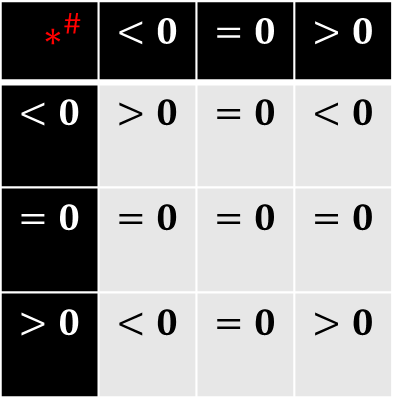 *# < 0 = 0 > 0
< 0 > 0 = 0 < 0
= 0 = 0 = 0 = 0
> 0 < 0 = 0 > 0